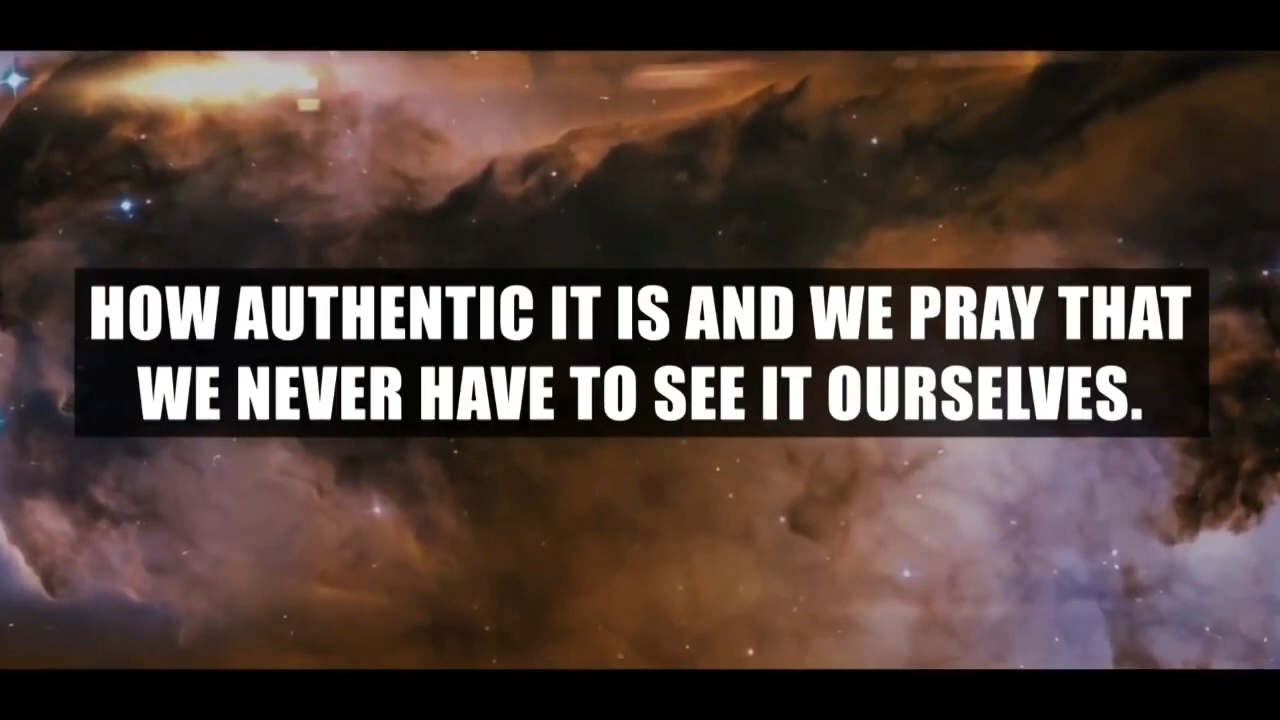 HOW AUTHENTIC IT IS AND WE PRAY THAT
WE NEVER HAVE TO SEE IT OURSELVES.